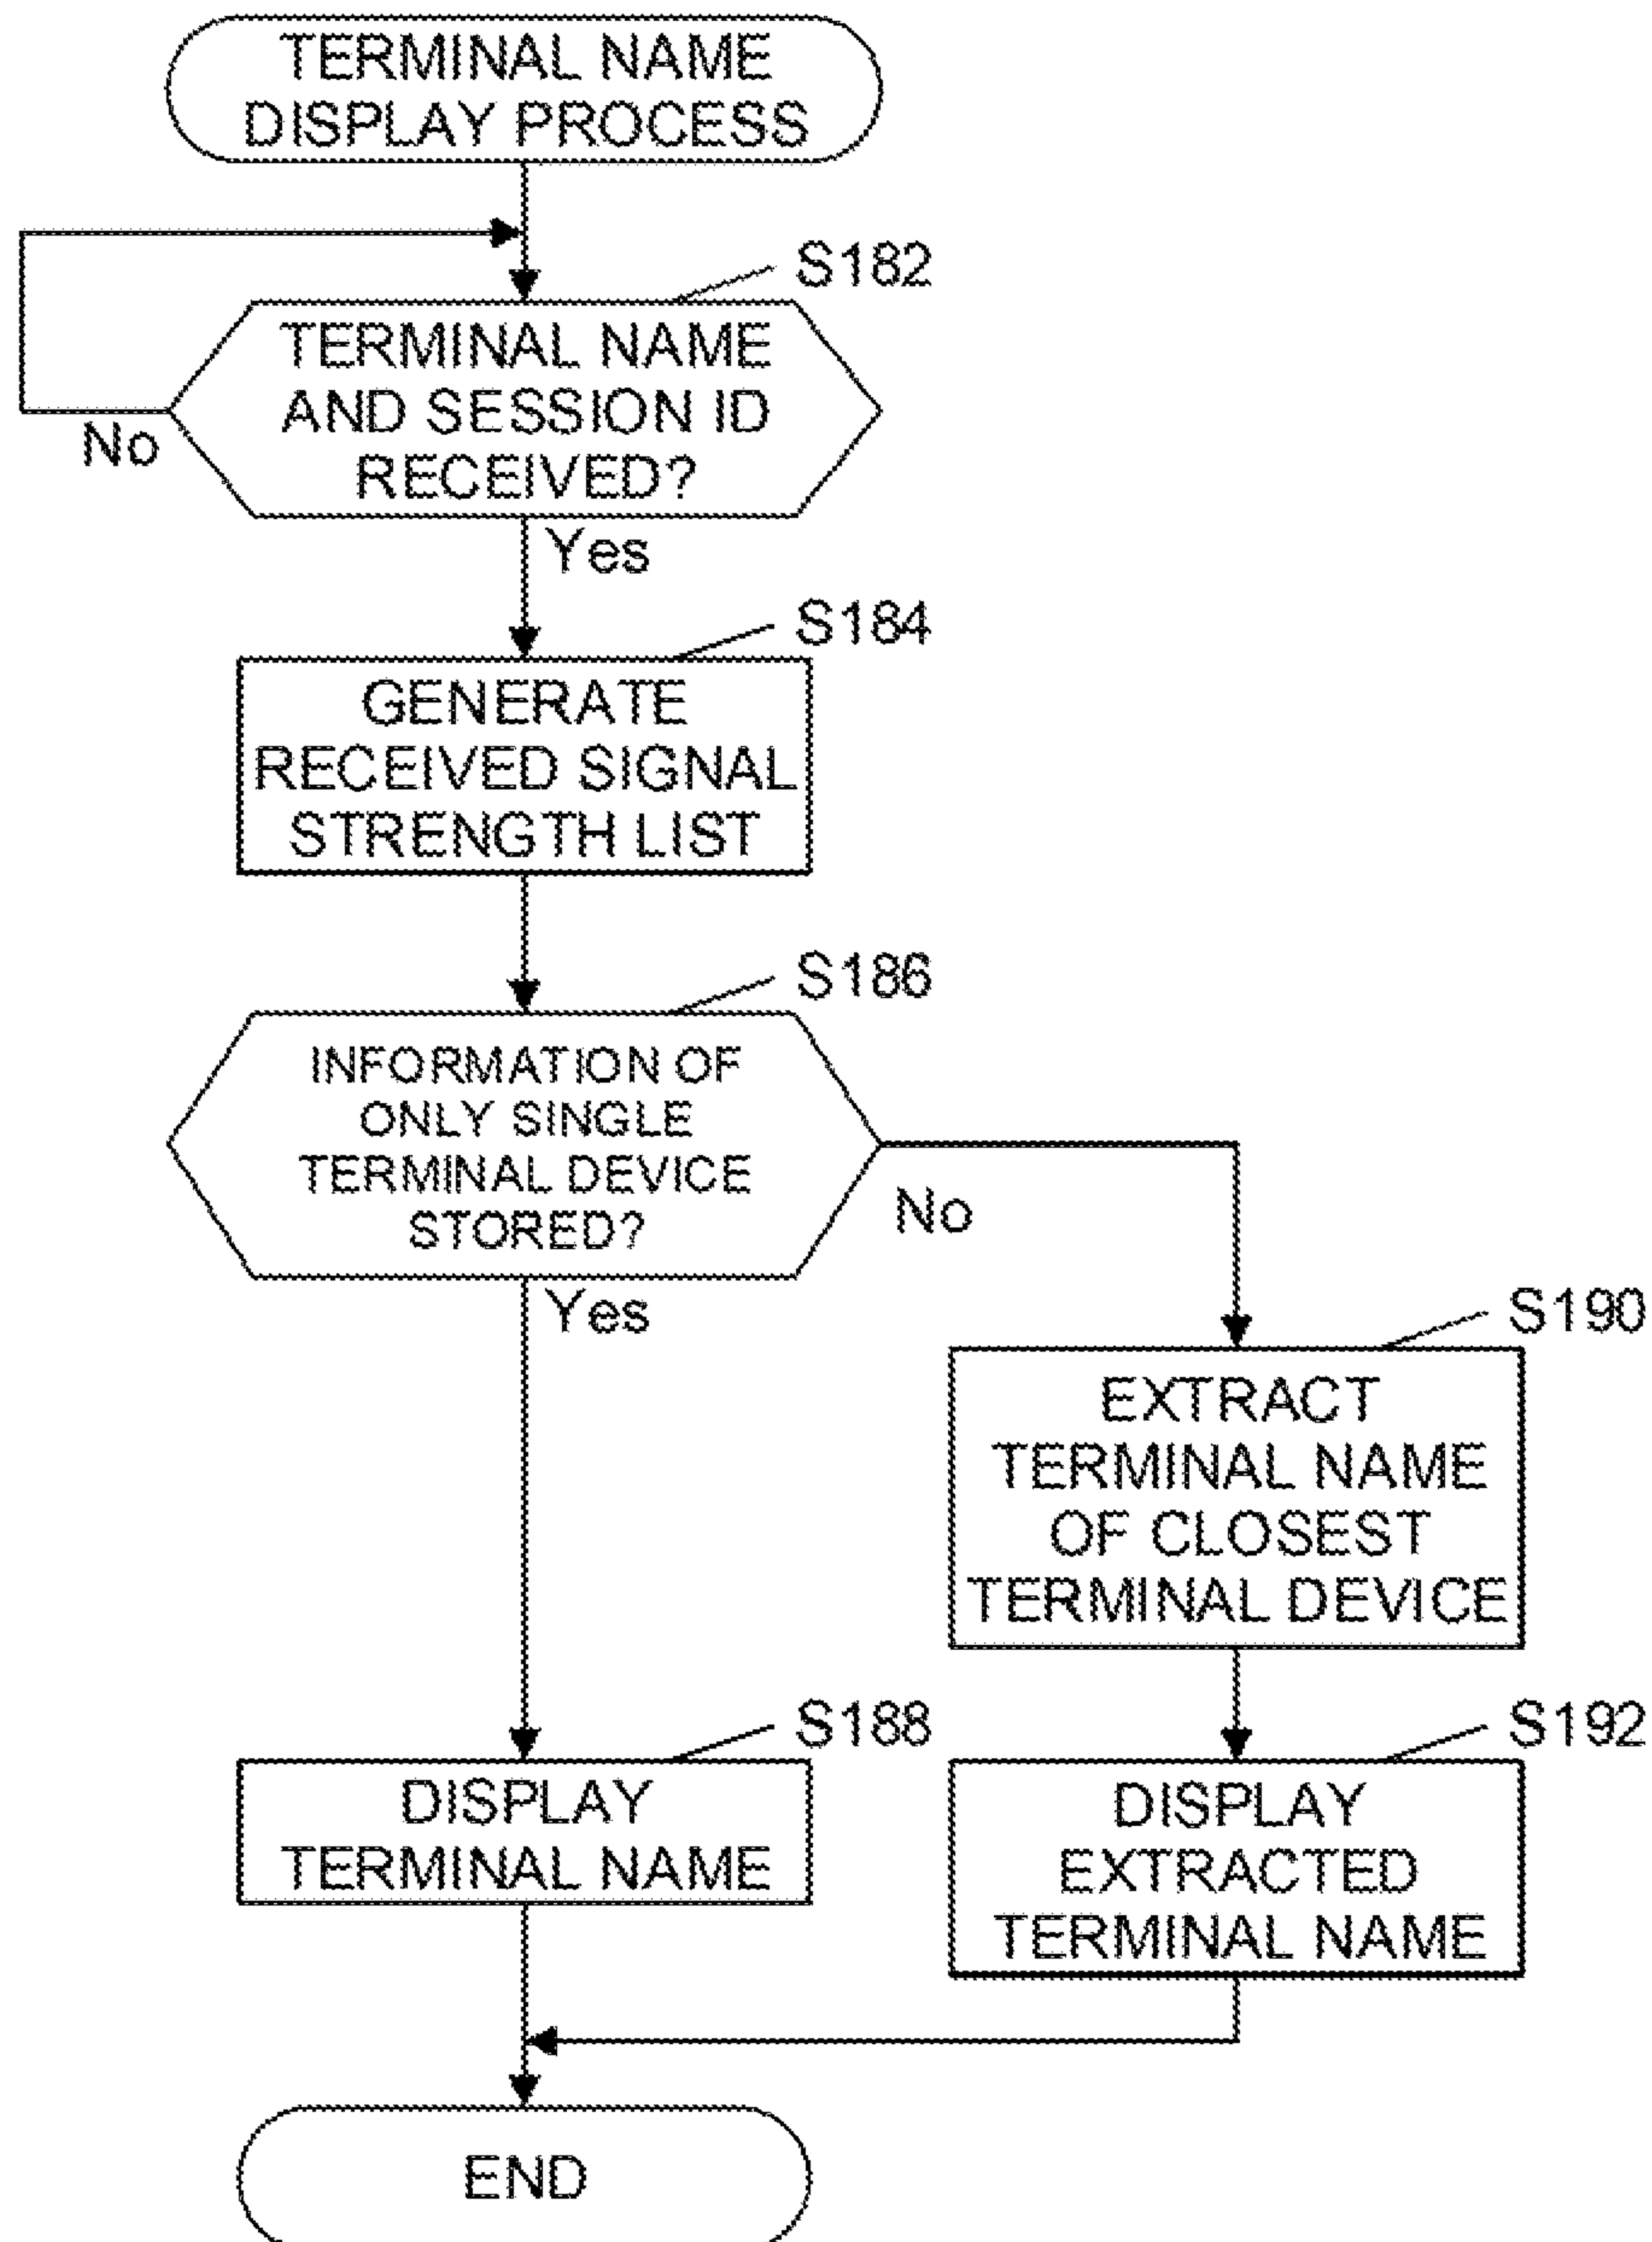 TERMINAL NAME
DISPLAY PROCESS
S182
TERMINAL NAME
AND SESSION ID
RECEIVED?
No
Yes
S184
GENERATE
RECEIVED SIGNAL
STRENGTH LIST
S186
INFORMATION OF
ONLY SINGLE
TERMINAL DEVICE
STORED?
No
Yes
S190
EXTRACT
TERMINAL NAME
OF CLOSEST
TERMINAL DEVICE
S188
DISPLAY
TERMINAL NAME
S192
DISPLAY
EXTRACTED
TERMINAL NAME
END